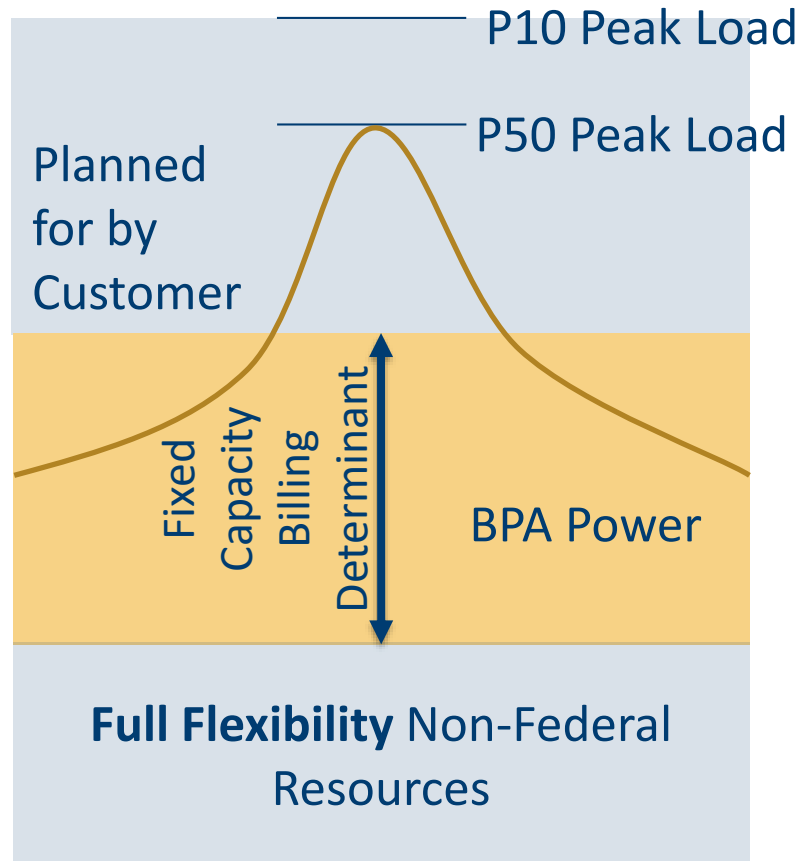 P10 Peak Load
P50 Peak Load
Planned
for by
Customer
Fixed
Capacity
Billing
Determinant
BPA Power
Full Flexibility Non-Federal
Resources